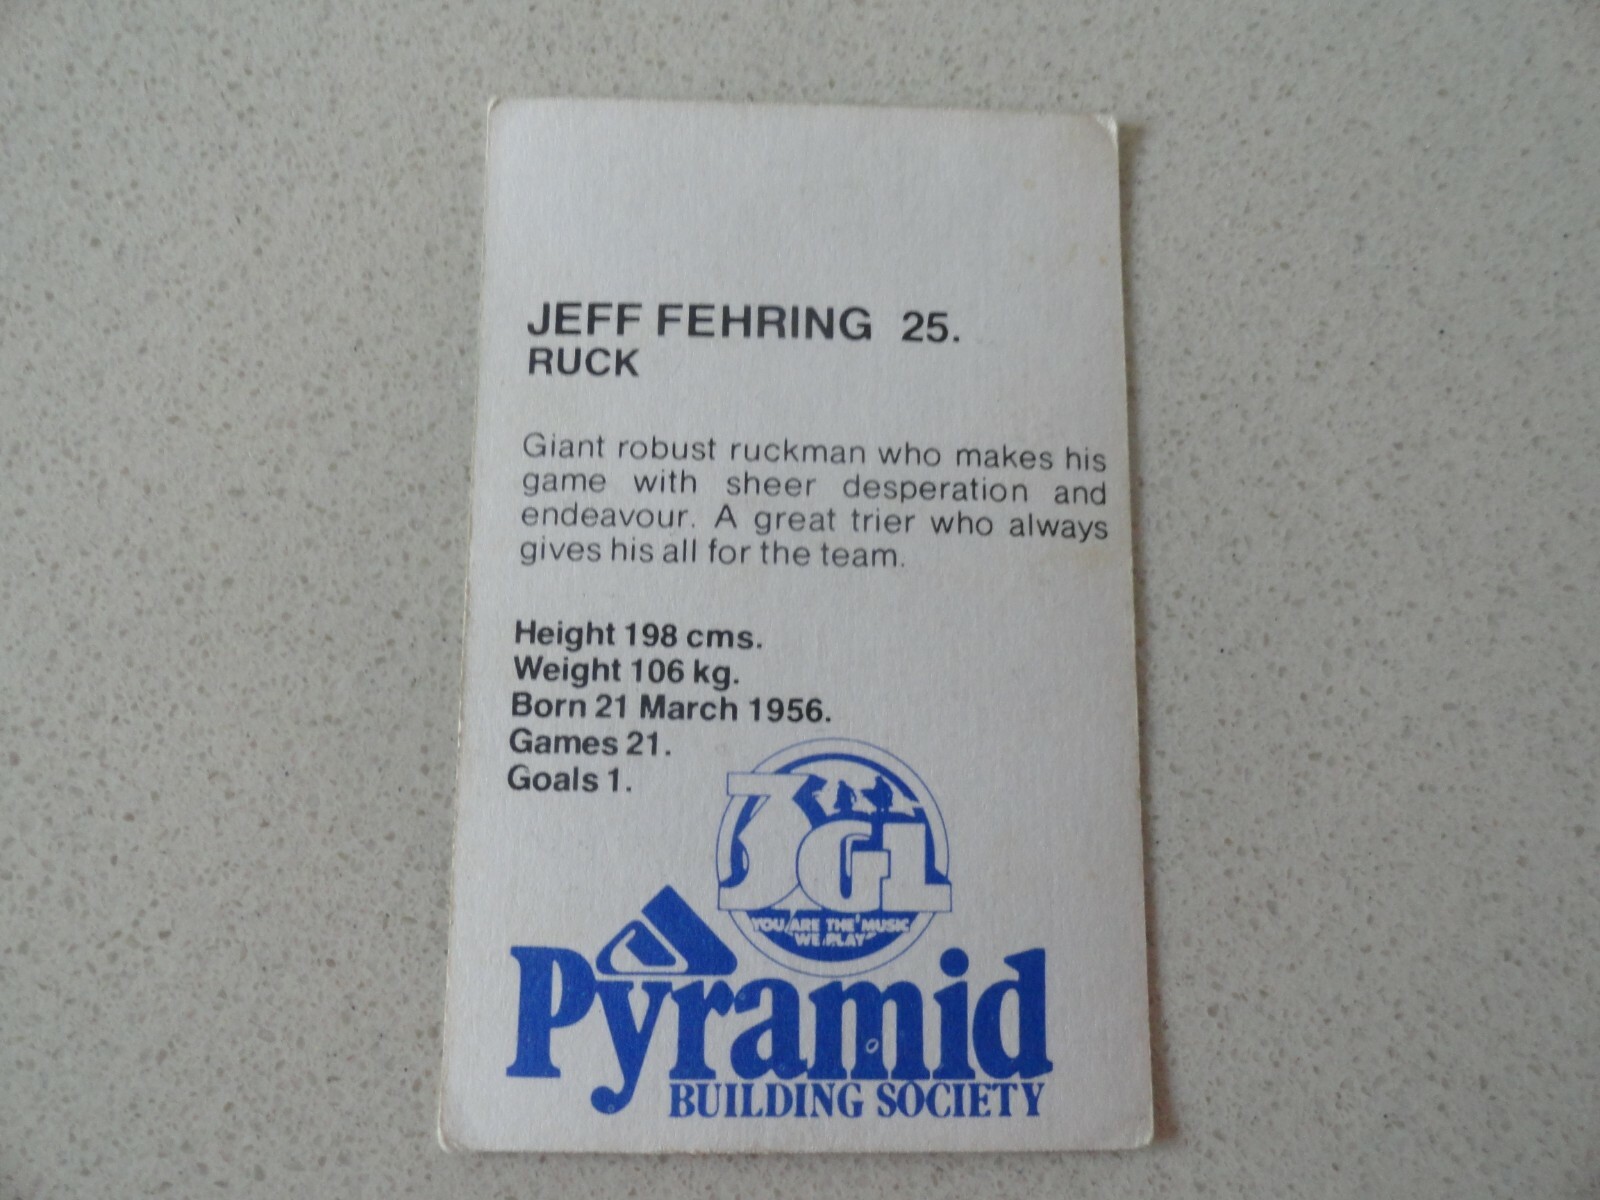 JEFF FEHRING 25.
RUCK
Giant robust ruckman who makes his
game with sheer desperation and
endeavour. A great trier who always
gives his all for the team.
Height 198 cms.
Weight 106 kg.
Born 21 March 1956.
Games 21.
Goals 1.
3GL
YOU ARE THE MUSIC
WE PLAY
Pyramid
BUILDING SOCIETY